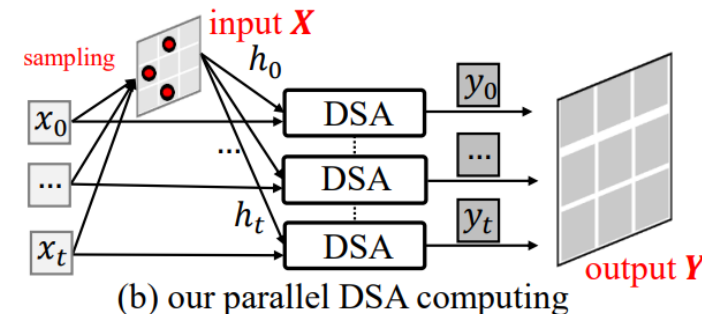 input X
sampling
h0
x0
DSA
y0
...
...
DSA
...
ht
xt
DSA
yt
output Y
(b) our parallel DSA computing